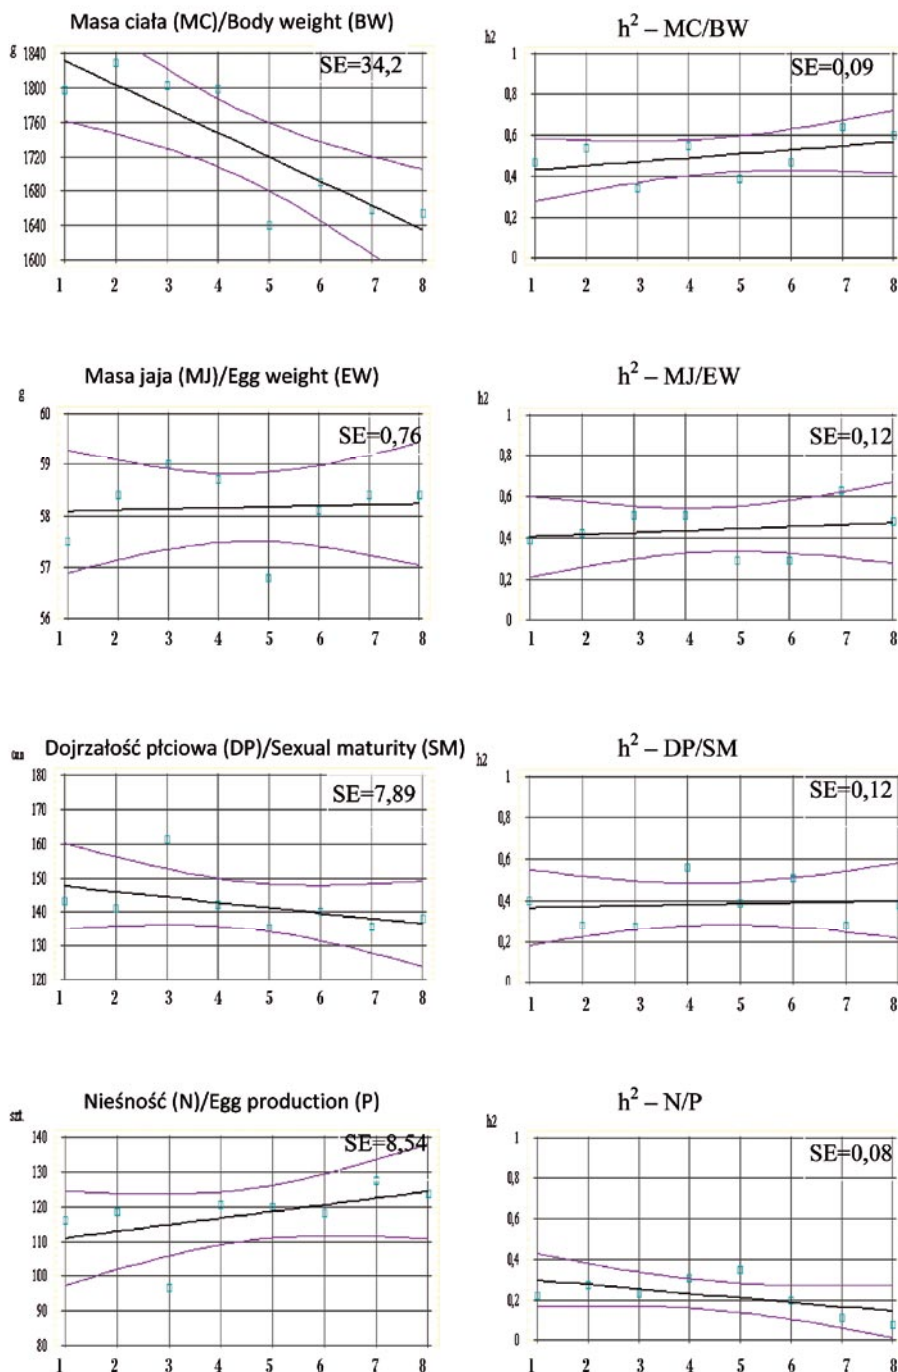 Masa ciała (MC)/Body weight (BW)
g
SE=34,2
1840
1800
1760
1720
1680
1640
1600
1 2 3 4 5 6 7 8
h² – MC/BW
h2
SE=0,09
1
0,8
0,6
0,4
0,2
0
1 2 3 4 5 6 7 8
Masa jaja (MJ)/Egg weight (EW)
g
SE=0,76
60
59
58
57
56
1 2 3 4 5 6 7 8
h² – MJ/EW
h2
SE=0,12
1
0,8
0,6
0,4
0,2
0
1 2 3 4 5 6 7 8
Dojrzałość płciowa (DP)/Sexual maturity (SM)
SE=7,89
180
170
160
150
140
130
120
1 2 3 4 5 6 7 8
h² – DP/SM
h2
SE=0,12
1
0,8
0,6
0,4
0,2
0
1 2 3 4 5 6 7 8
Nieśność (N)/Egg production (P)
szt.
SE=8,54
140
130
120
110
100
90
80
1 2 3 4 5 6 7 8
h² – N/P
h2
SE=0,08
1
0,8
0,6
0,4
0,2
0
1 2 3 4 5 6 7 8